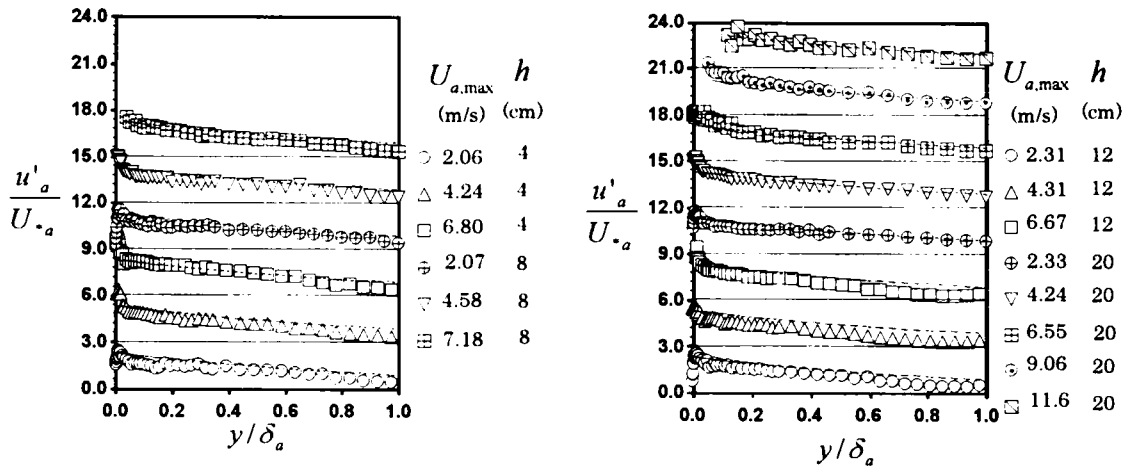 24.0
21.0
18.0
15.0
12.0
9.0
6.0
3.0
0.0
u'a
U*a
0.0 0.2 0.4 0.6 0.8 1.0
y/δa
Ua,max h
(m/s) (cm)
2.06 4
4.24 4
6.80 4
2.07 8
4.58 8
7.18 8
24.0
21.0
18.0
15.0
12.0
9.0
6.0
3.0
0.0
u'a
U*a
0.0 0.2 0.4 0.6 0.8 1.0
y/δa
Ua,max h
(m/s) (cm)
2.31 12
4.31 12
6.67 12
2.33 20
4.24 20
6.55 20
9.06 20
11.6 20